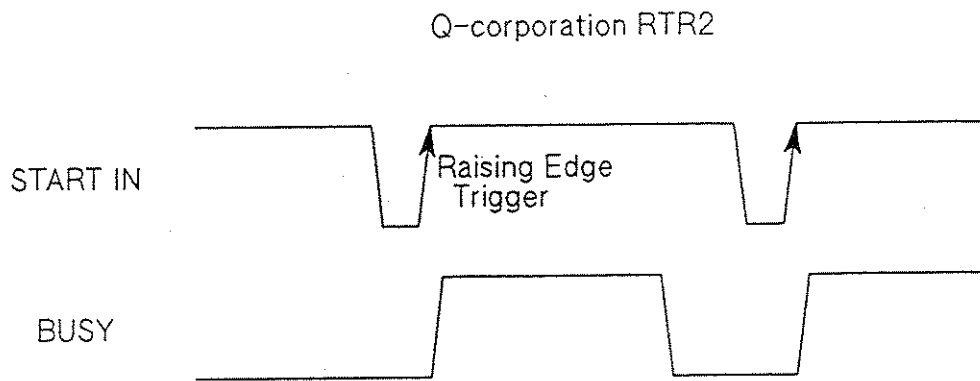 Q-corporation RTR2
START IN
Raising Edge
Trigger
BUSY